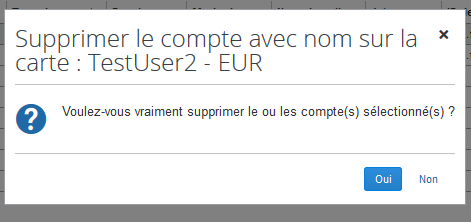 Supprimer le compte avec nom sur la
carte : TestUser2 - EUR
Voulez-vous vraiment supprimer le ou les compte(s) sélectionné(s) ?
Oui Non